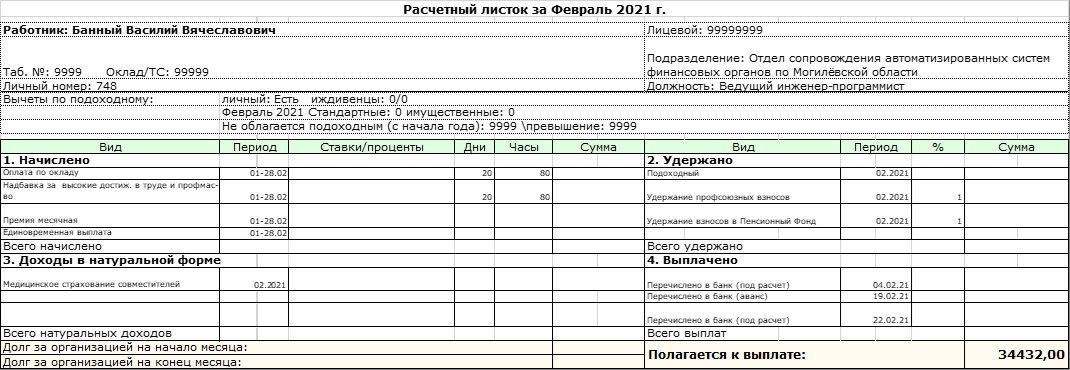 Расчетный листок за Февраль 2021 г.
Работник: Банный Василий Вячеславович
Лицевой: 99999999
Таб. №: 9999 Оклад/ТС: 99999
Подразделение: Отдел сопровождения автоматизированных систем
финансовых органов по Могилёвской области
Личный номер: 748
Должность: Ведущий инженер-программист
Вычеты по подоходному: личный: Есть иждивенцы: 0/0
Февраль 2021 Стандартные: 0 имущественные: 0
Не облагается подоходным (с начала года): 9999 \превышение: 9999
Вид Период Ставки/проценты Дни Часы Сумма Вид Период % Сумма
1. Начислено 2. Удержано
Оплата по окладу 01-28.02 20 80 Подоходный 02.2021
Надбавка за высокие достиж. в труде и профмас-
во 01-28.02 20 80 Удержание профсоюзных взносов 02.2021 1
Премия месячная 01-28.02 Удержание взносов в Пенсионный Фонд 02.2021 1
Единовременная выплата 01-28.02
Всего начислено Всего удержано
3. Доходы в натуральной форме 4. Выплачено
Медицинское страхование совместителей 02.2021 Перечислено в банк (под расчет) 04.02.21
Перечислено в банк (аванс) 19.02.21
Перечислено в банк (под расчет) 22.02.21
Всего натуральных доходов Всего выплат
Долг за организацией на начало месяца:
Полагается к выплате: 34432,00
Долг за организацией на конец месяца: